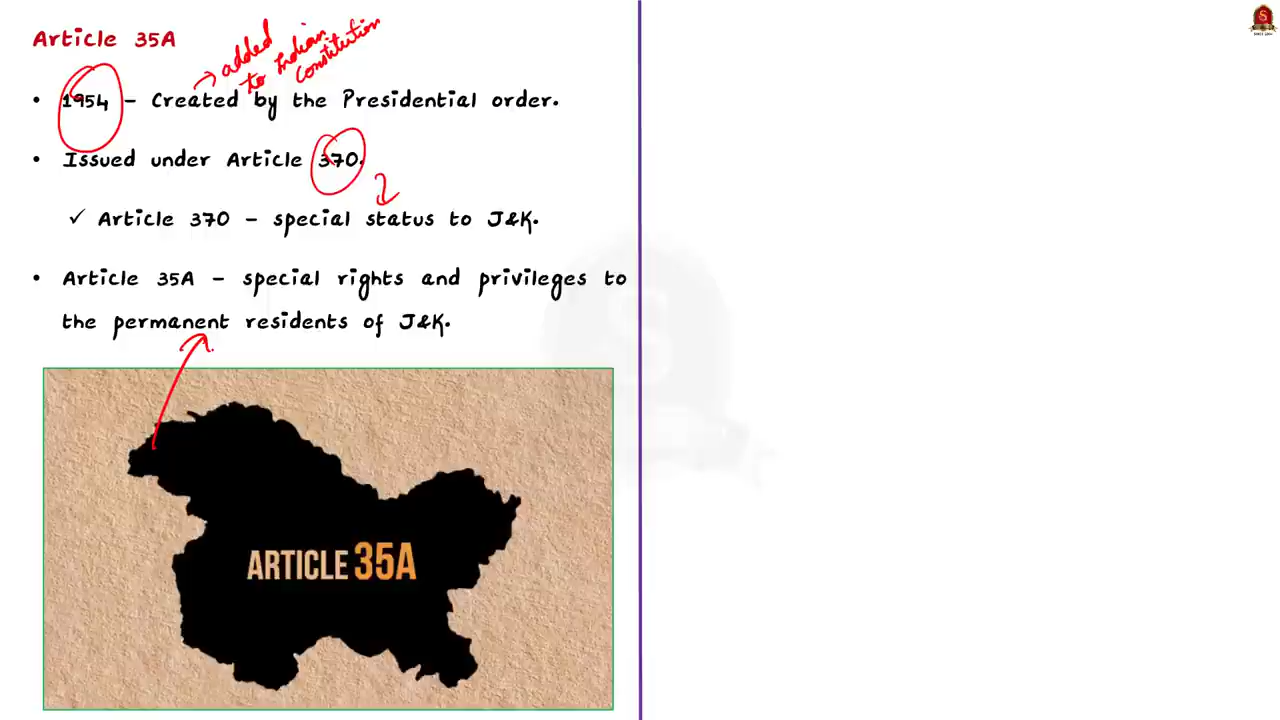 Article 35A
added
to Indian
Constitution
• 1954 – Created by the Presidential order.
• Issued under Article 370.
✓ Article 370 – special status to J&K.
• Article 35A – special rights and privileges to
the permanent residents of J&K.
ARTICLE 35A